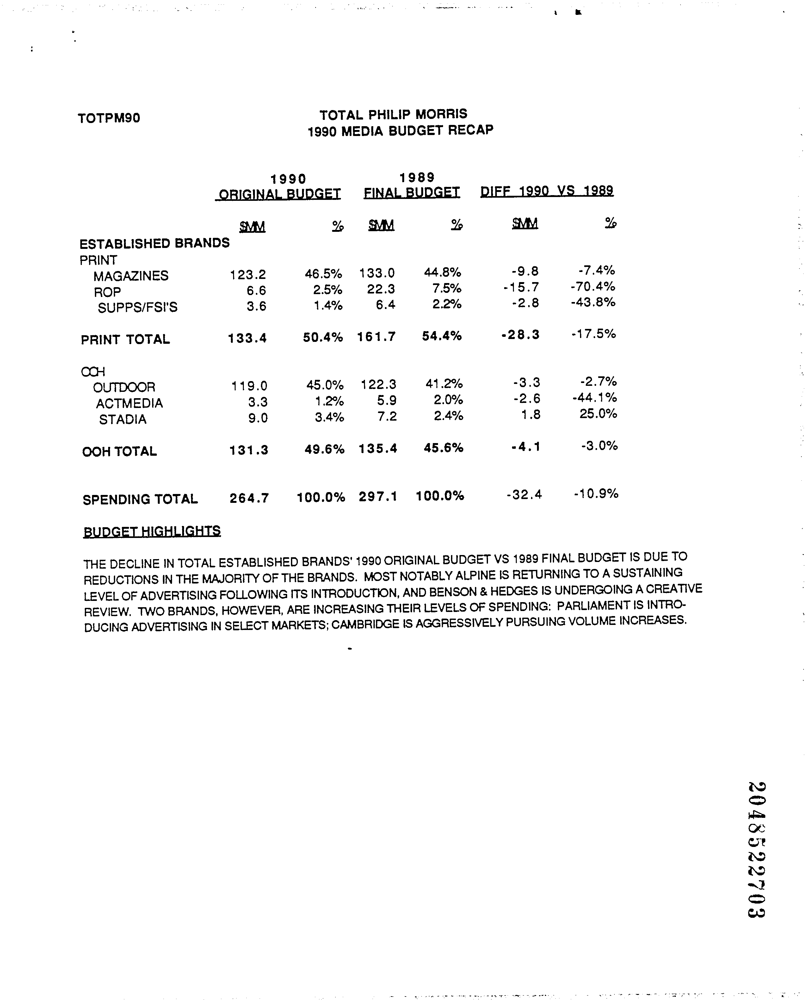 TOTPM90 TOTAL PHILIP MORRIS
1990 MEDIA BUDGET RECAP
1990 1989
ORIGINAL BUDGET FINAL BUDGET DIFF 1990 VS 1989
$MM % $MM % $MM %
ESTABLISHED BRANDS
PRINT
MAGAZINES 123.2 46.5% 133.0 44.8% -9.8 -7.4%
ROP 6.6 2.5% 22.3 7.5% -15.7 -70.4%
SUPPS/FSI'S 3.6 1.4% 6.4 2.2% -2.8 -43.8%
PRINT TOTAL 133.4 50.4% 161.7 54.4% -28.3 -17.5%
OOH
OUTDOOR 119.0 45.0% 122.3 41.2% -3.3 -2.7%
ACTMEDIA 3.3 1.2% 5.9 2.0% -2.6 -44.1%
STADIA 9.0 3.4% 7.2 2.4% 1.8 25.0%
OOH TOTAL 131.3 49.6% 135.4 45.6% -4.1 -3.0%
SPENDING TOTAL 264.7 100.0% 297.1 100.0% -32.4 -10.9%
BUDGET HIGHLIGHTS
THE DECLINE IN TOTAL ESTABLISHED BRANDS' 1990 ORIGINAL BUDGET VS 1989 FINAL BUDGET IS DUE TO
REDUCTIONS IN THE MAJORITY OF THE BRANDS. MOST NOTABLY ALPINE IS RETURNING TO A SUSTAINING
LEVEL OF ADVERTISING FOLLOWING ITS INTRODUCTION, AND BENSON & HEDGES IS UNDERGOING A CREATIVE
REVIEW. TWO BRANDS, HOWEVER, ARE INCREASING THEIR LEVELS OF SPENDING: PARLIAMENT IS INTRO-
DUCING ADVERTISING IN SELECT MARKETS; CAMBRIDGE IS AGGRESSIVELY PURSUING VOLUME INCREASES.
2048522703